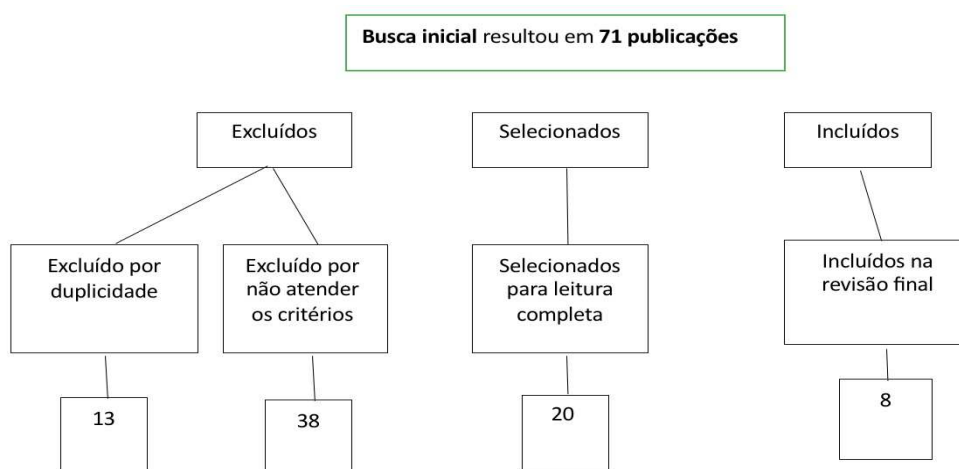 Busca inicial resultou em 71 publicações
Excluídos
Selecionados
Incluídos
Excluído por
duplicidade
Excluído por
não atender
os critérios
Selecionados
para leitura
completa
Incluídos na
revisão final
13
38
20
8